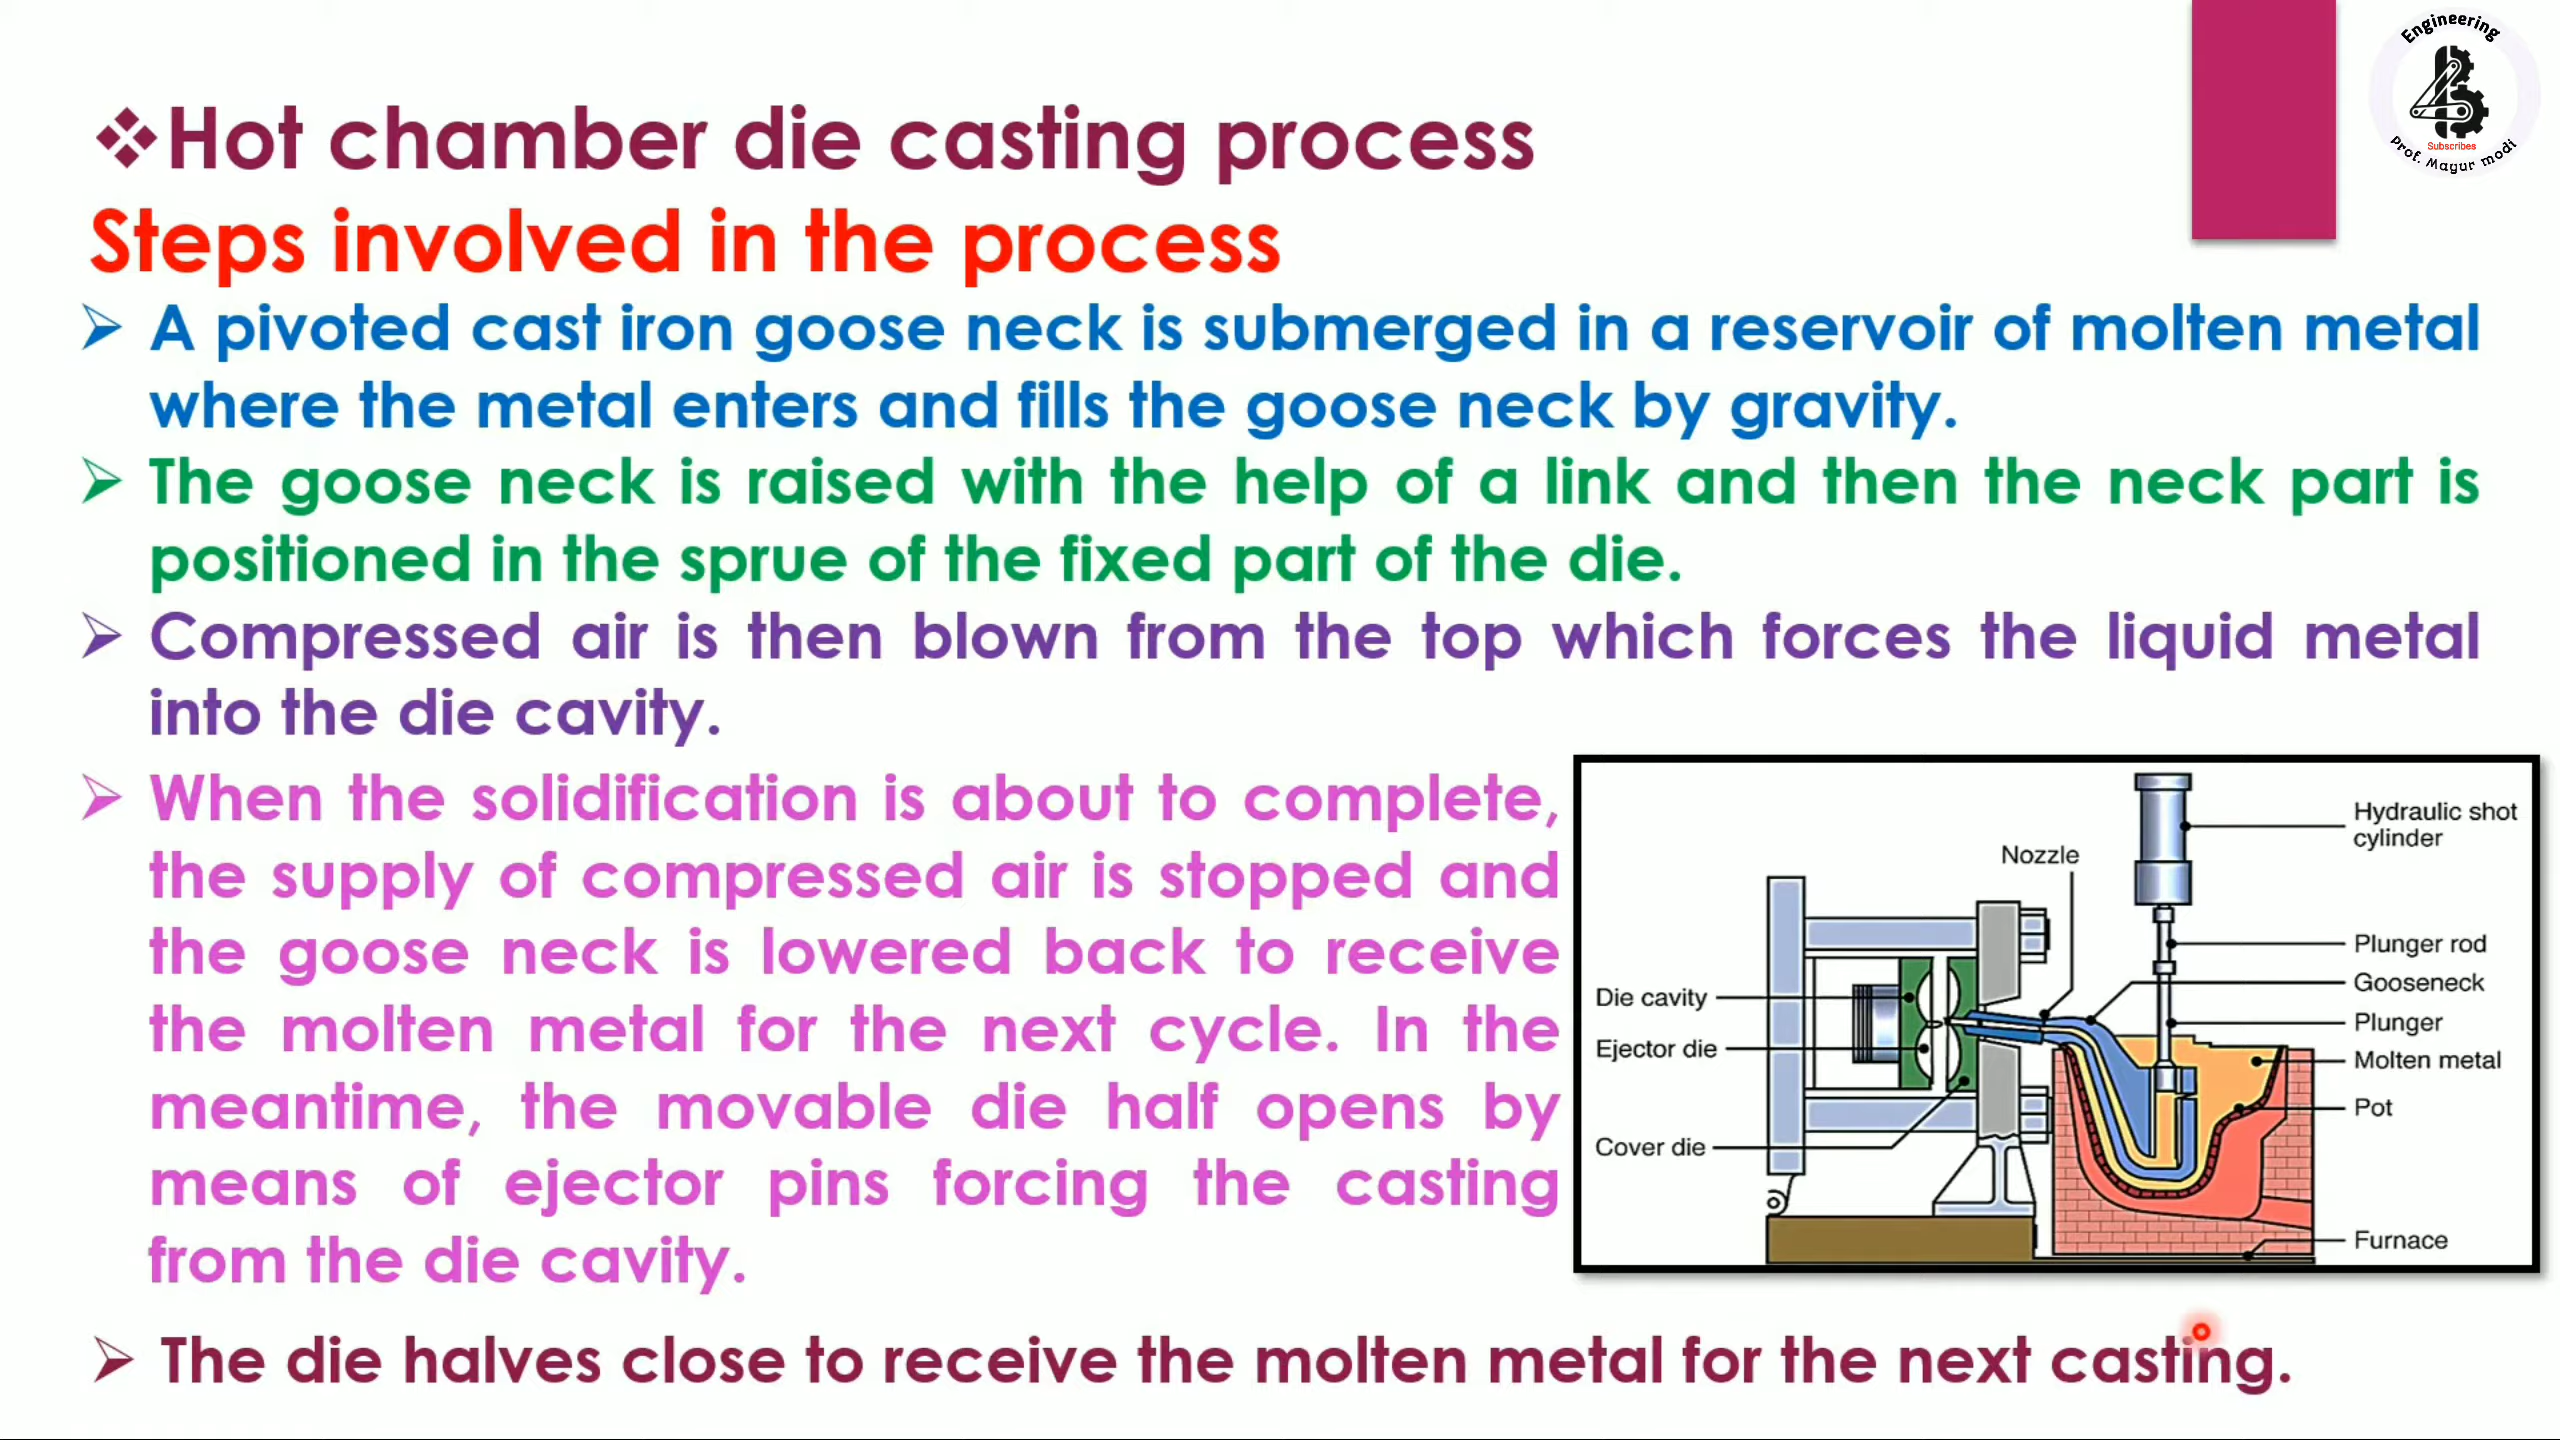 Engineering
Subscribes
Prof. Mayur modi
❖Hot chamber die casting process
Steps involved in the process
➢ A pivoted cast iron goose neck is submerged in a reservoir of molten metal
where the metal enters and fills the goose neck by gravity.
➢ The goose neck is raised with the help of a link and then the neck part is
positioned in the sprue of the fixed part of the die.
➢ Compressed air is then blown from the top which forces the liquid metal
into the die cavity.
➢ When the solidification is about to complete,
the supply of compressed air is stopped and
the goose neck is lowered back to receive
the molten metal for the next cycle. In the
meantime, the movable die half opens by
means of ejector pins forcing the casting
from the die cavity.
Hydraulic shot
cylinder
Nozzle
Plunger rod
Gooseneck
Die cavity
Plunger
Ejector die
Molten metal
Pot
Cover die
Furnace
➢ The die halves close to receive the molten metal for the next casting.